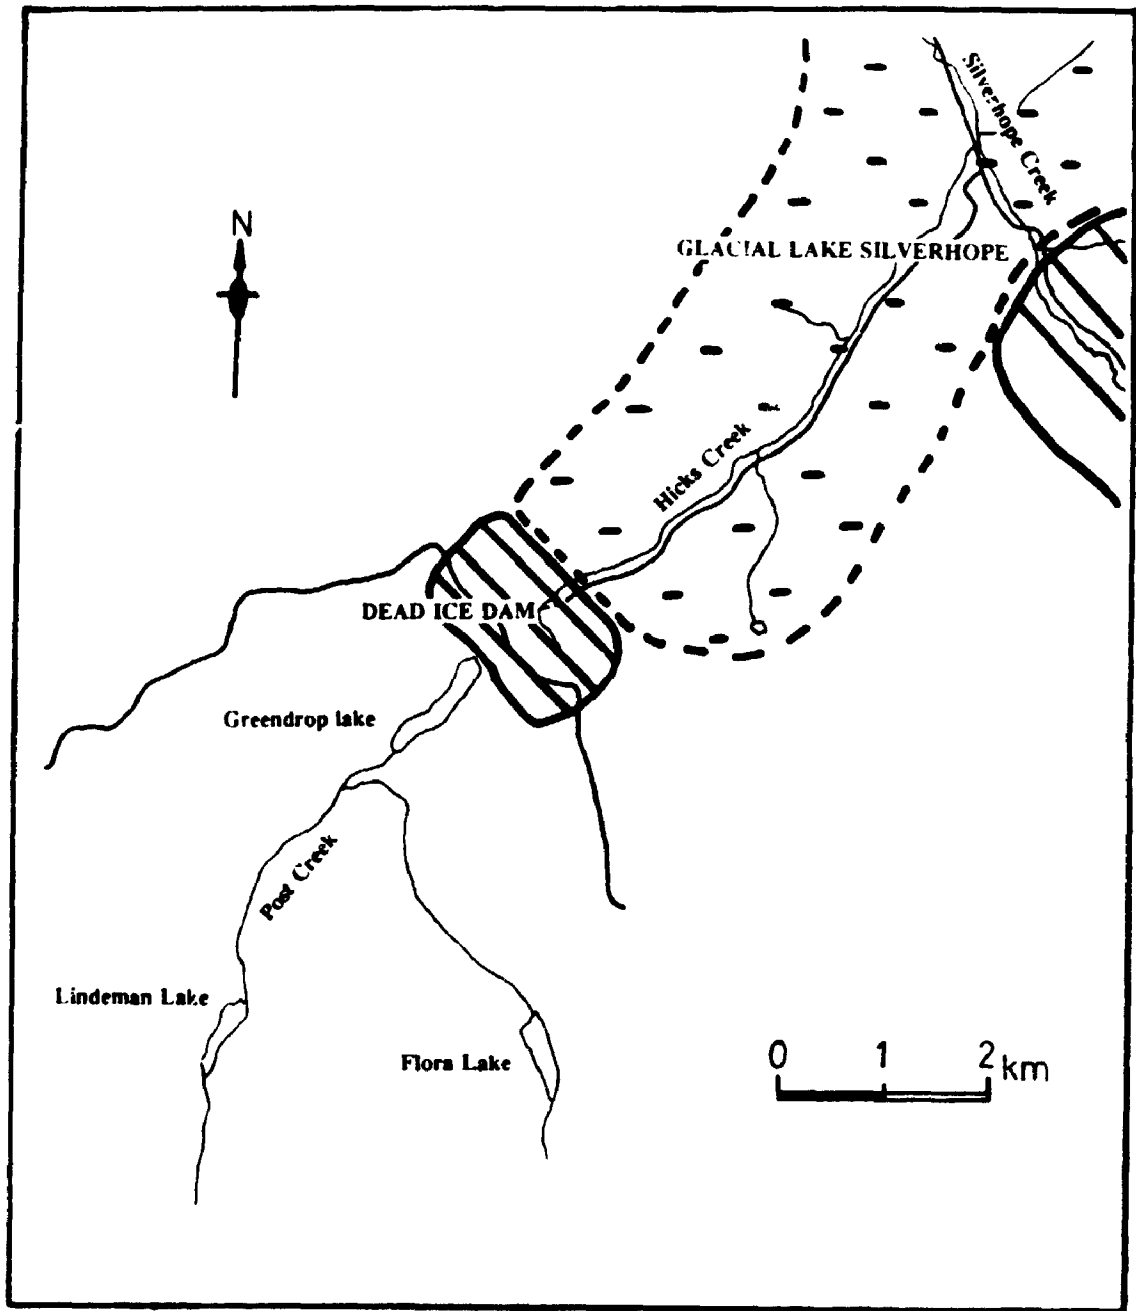 Silverhope Creek
N
GLACIAL LAKE SILVERHOPE
Hicks Creek
DEAD ICE DAM
Greendrop lake
Post Creek
Lindeman Lake
Flora Lake
0 1 2 km